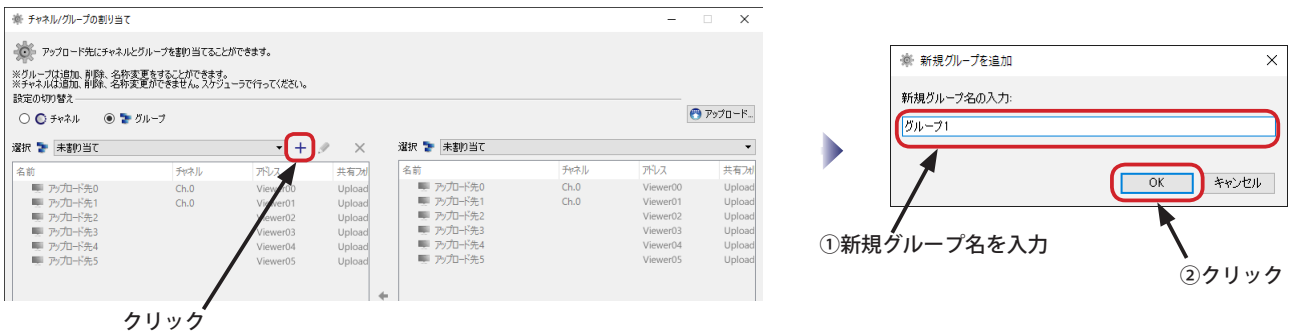 チャネル/グループの割り当て
アップロード先にチャネルとグループを割り当てることができます。
※グループは追加、削除、名称変更をすることができます。
※チャネルは追加、削除、名称変更ができません。スケジューラで行ってください。
設定の切り替え
チャネル グループ
アップロード...
選択 未割り当て
名前 チャネル アドレス 共有フォル
アップロード先0 Ch.0 Viewer00 Upload
アップロード先1 Ch.0 Viewer01 Upload
アップロード先2 Viewer02 Upload
アップロード先3 Viewer03 Upload
アップロード先4 Viewer04 Upload
アップロード先5 Viewer05 Upload
選択 未割り当て
名前 チャネル アドレス 共有フォル
アップロード先0 Ch.0 Viewer00 Upload
アップロード先1 Ch.0 Viewer01 Upload
アップロード先2 Viewer02 Upload
アップロード先3 Viewer03 Upload
アップロード先4 Viewer04 Upload
アップロード先5 Viewer05 Upload
クリック
新規グループを追加
新規グループ名の入力:
グループ1
OK キャンセル
①新規グループ名を入力
②クリック